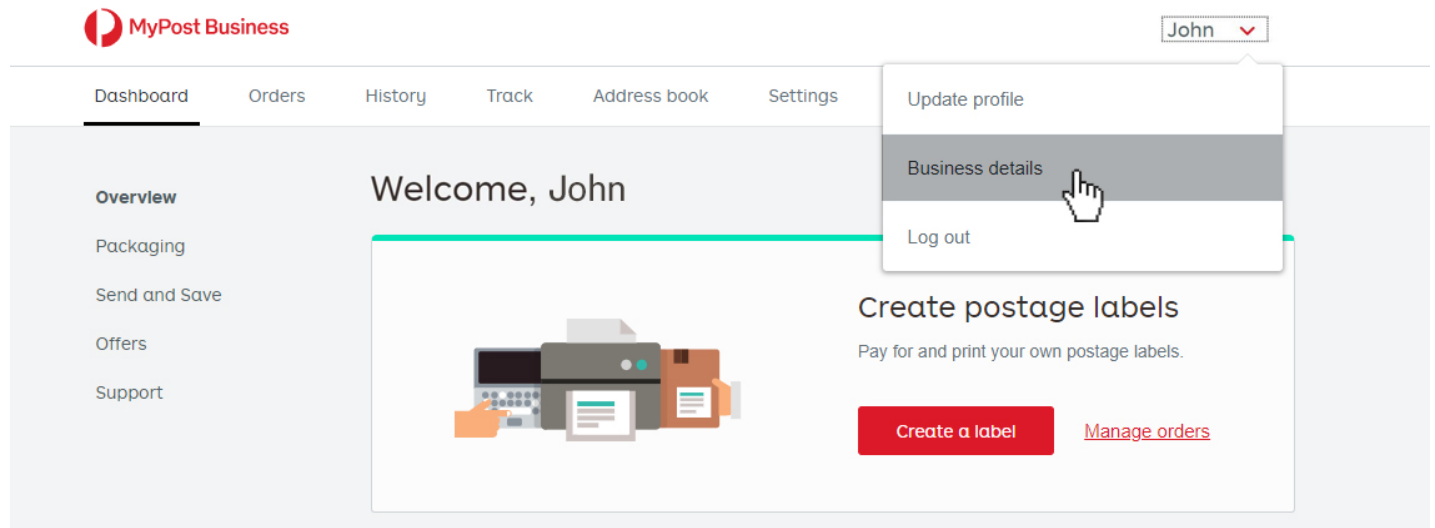 MyPost Business
John
Dashboard Orders History Track Address book Settings
Update profile
Business details
Log out
Overview
Packaging
Send and Save
Offers
Support
Welcome, John
Create postage labels
Pay for and print your own postage labels.
Create a label Manage orders